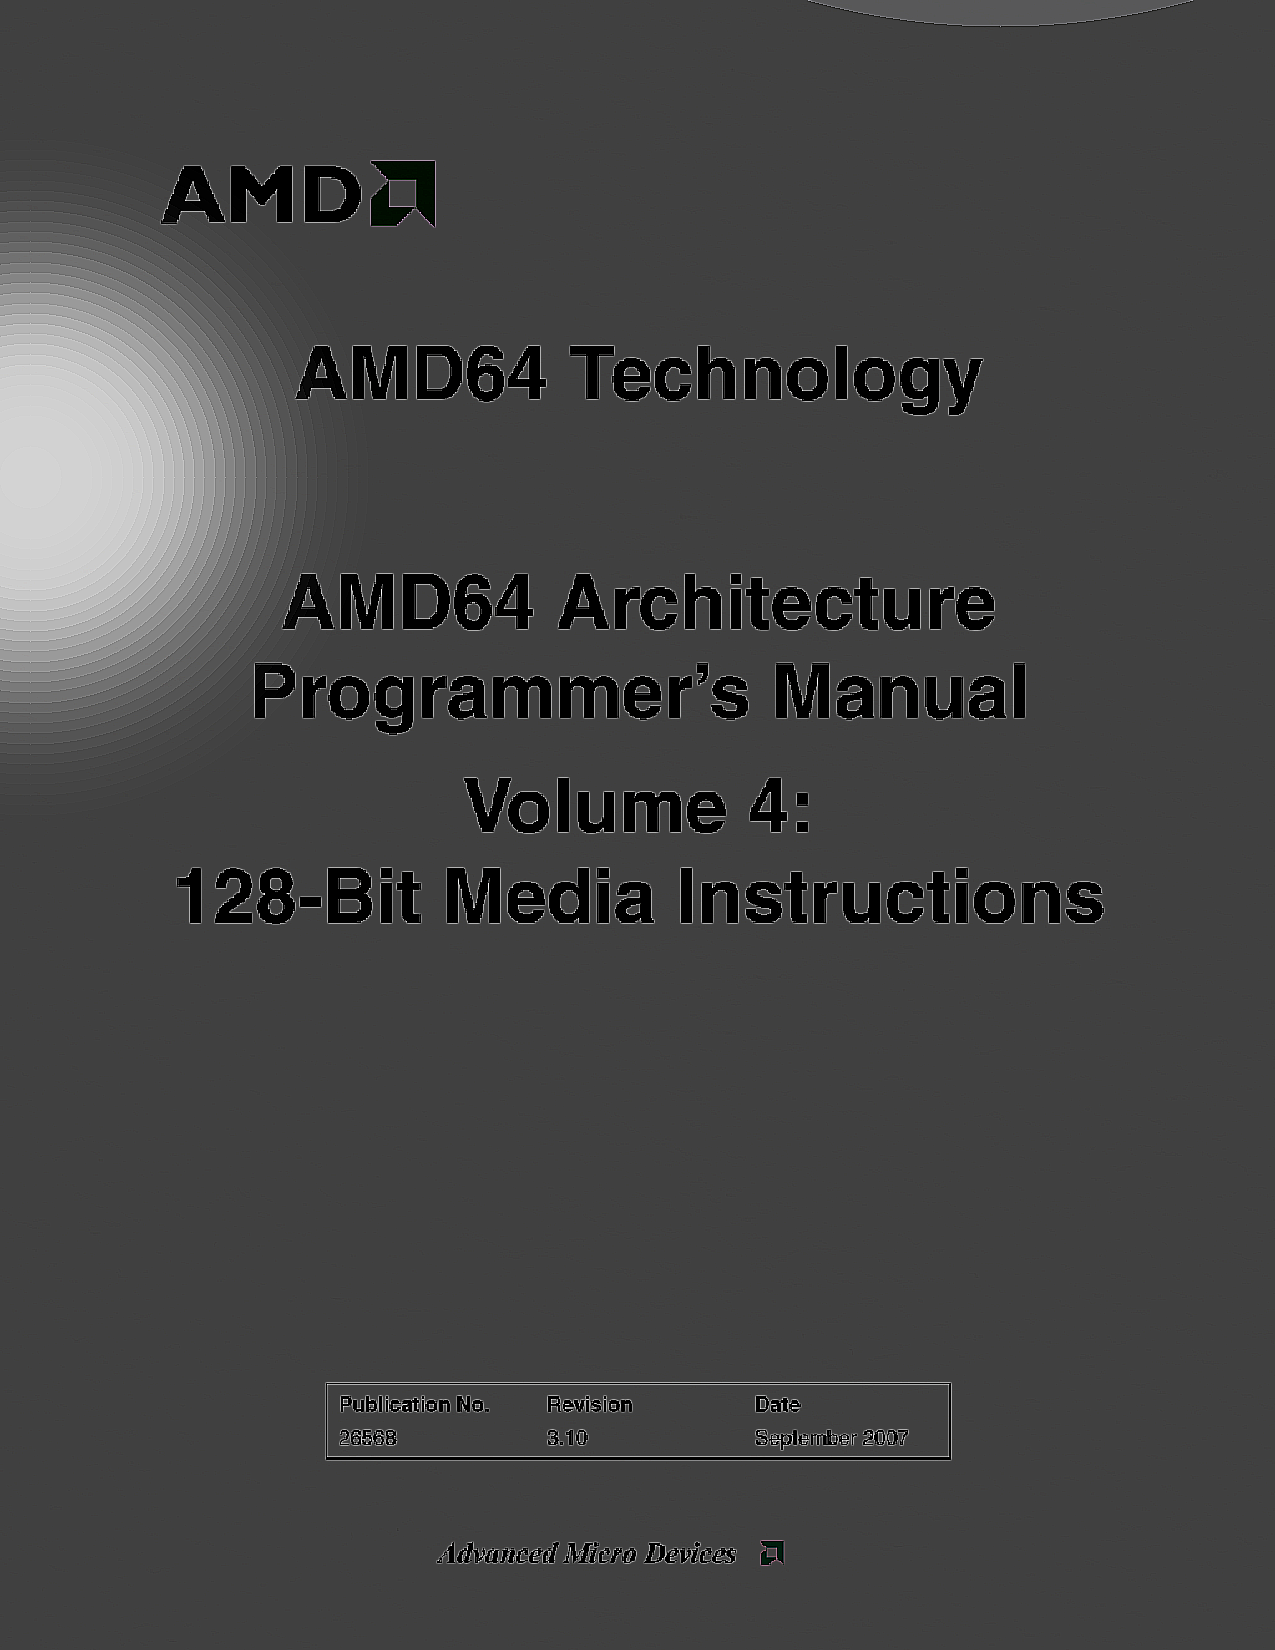 AMD
AMD64 Technology
AMD64 Architecture
Programmer's Manual
Volume 4:
128-Bit Media Instructions
Publication No. Revision Date
26568 3.10 September 2007
Advanced Micro Devices